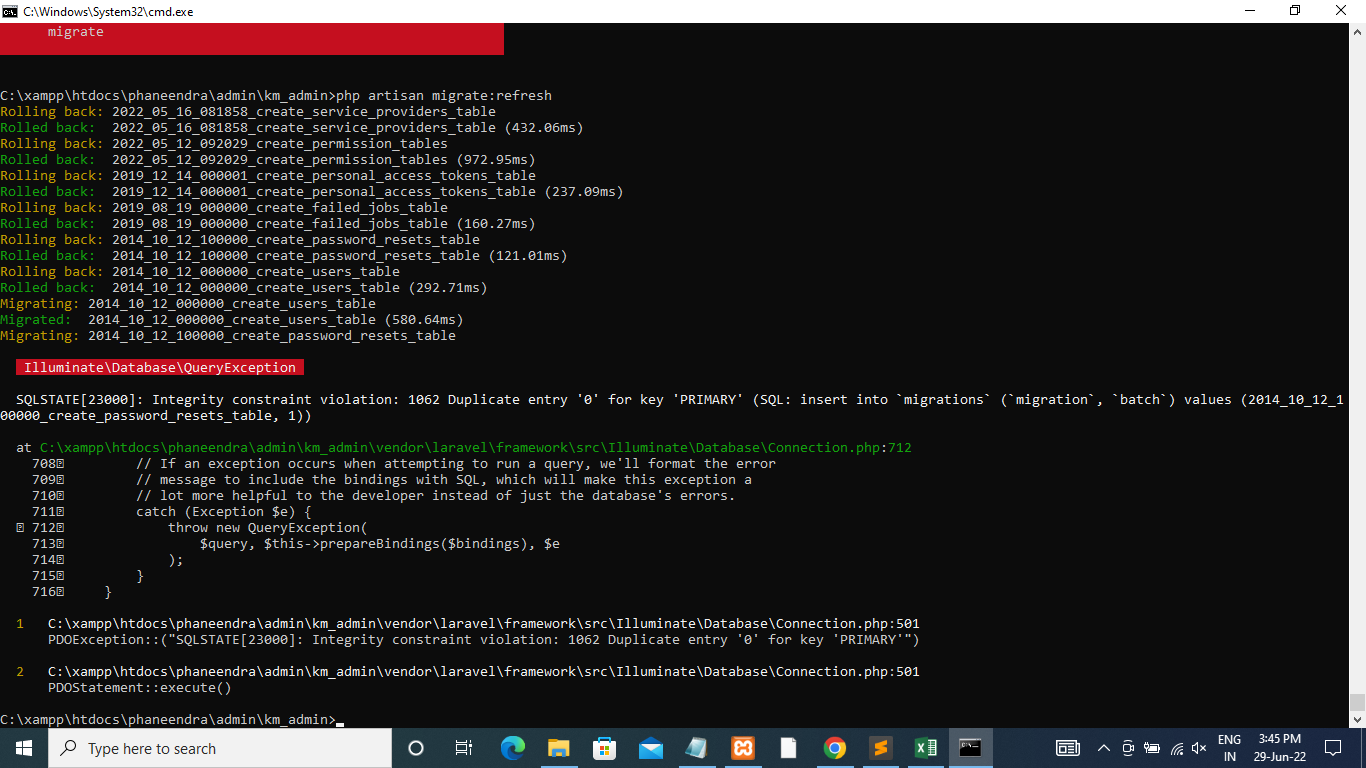 C:\Windows\System32\cmd.exe
migrate
C:\xampp\htdocs\phaneendra\admin\km_admin>php artisan migrate:refresh
Rolling back: 2022_05_16_081858_create_service_providers_table
Rolled back:  2022_05_16_081858_create_service_providers_table (432.06ms)
Rolling back: 2022_05_12_092029_create_permission_tables
Rolled back:  2022_05_12_092029_create_permission_tables (972.95ms)
Rolling back: 2019_12_14_000001_create_personal_access_tokens_table
Rolled back:  2019_12_14_000001_create_personal_access_tokens_table (237.09ms)
Rolling back: 2019_08_19_000000_create_failed_jobs_table
Rolled back:  2019_08_19_000000_create_failed_jobs_table (160.27ms)
Rolling back: 2014_10_12_100000_create_password_resets_table
Rolled back:  2014_10_12_100000_create_password_resets_table (121.01ms)
Rolling back: 2014_10_12_000000_create_users_table
Rolled back:  2014_10_12_000000_create_users_table (292.71ms)
Migrating: 2014_10_12_000000_create_users_table
Migrated:  2014_10_12_000000_create_users_table (580.64ms)
Migrating: 2014_10_12_100000_create_password_resets_table
Illuminate\Database\QueryException
SQLSTATE[23000]: Integrity constraint violation: 1062 Duplicate entry '0' for key 'PRIMARY' (SQL: insert into `migrations` (`migration`, `batch`) values (2014_10_12_1
00000_create_password_resets_table, 1))
at C:\xampp\htdocs\phaneendra\admin\km_admin\vendor\laravel\framework\src\Illuminate\Database\Connection.php:712
708 // If an exception occurs when attempting to run a query, we'll format the error
709 // message to include the bindings with SQL, which will make this exception a
710 // lot more helpful to the developer instead of just the database's errors.
711 catch (Exception $e) {
712 throw new QueryException(
713 $query, $this->prepareBindings($bindings), $e
714 );
715 }
716 }
1 C:\xampp\htdocs\phaneendra\admin\km_admin\vendor\laravel\framework\src\Illuminate\Database\Connection.php:501
PDOException::("SQLSTATE[23000]: Integrity constraint violation: 1062 Duplicate entry '0' for key 'PRIMARY'")
2 C:\xampp\htdocs\phaneendra\admin\km_admin\vendor\laravel\framework\src\Illuminate\Database\Connection.php:501
PDOStatement::execute()
C:\xampp\htdocs\phaneendra\admin\km_admin>
Type here to search
ENG
IN
3:45 PM
29-Jun-22